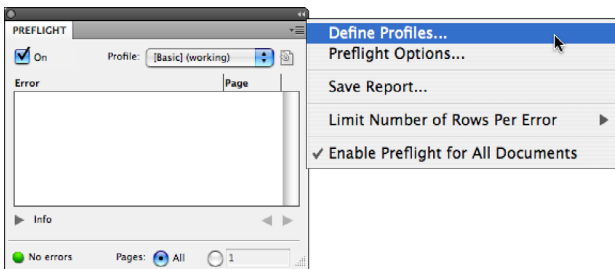 PREFLIGHT
On
Profile: [Basic] (working)
Error Page
Info
No errors Pages: All 1
Define Profiles...
Preflight Options...
Save Report...
Limit Number of Rows Per Error
Enable Preflight for All Documents